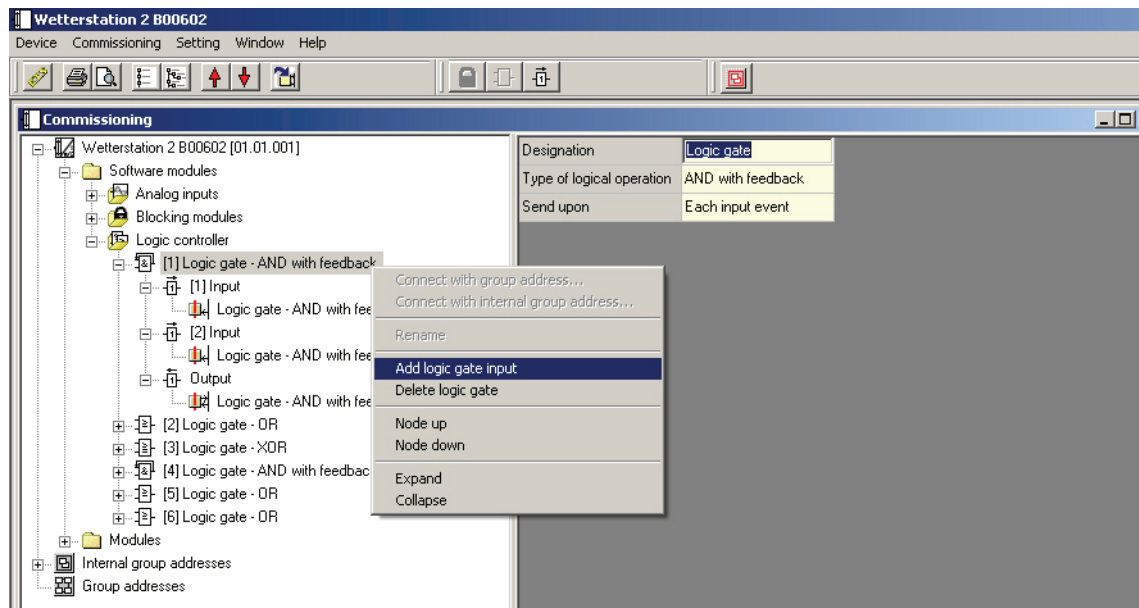 Wetterstation 2 B00602
Device Commissioning Setting Window Help
Commissioning
Wetterstation 2 B00602 [01.01.001]
Software modules
Analog inputs
Blocking modules
Logic controller
[1] Logic gate - AND with feedback
[1] Input
Logic gate - AND with fee
[2] Input
Logic gate - AND with fee
Output
Logic gate - AND with fee
[2] Logic gate - OR
[3] Logic gate - XOR
[4] Logic gate - AND with feedbac
[5] Logic gate - OR
[6] Logic gate - OR
Modules
Internal group addresses
Group addresses
Connect with group address...
Connect with internal group address...
Rename
Add logic gate input
Delete logic gate
Node up
Node down
Expand
Collapse
Designation Logic gate
Type of logical operation AND with feedback
Send upon Each input event